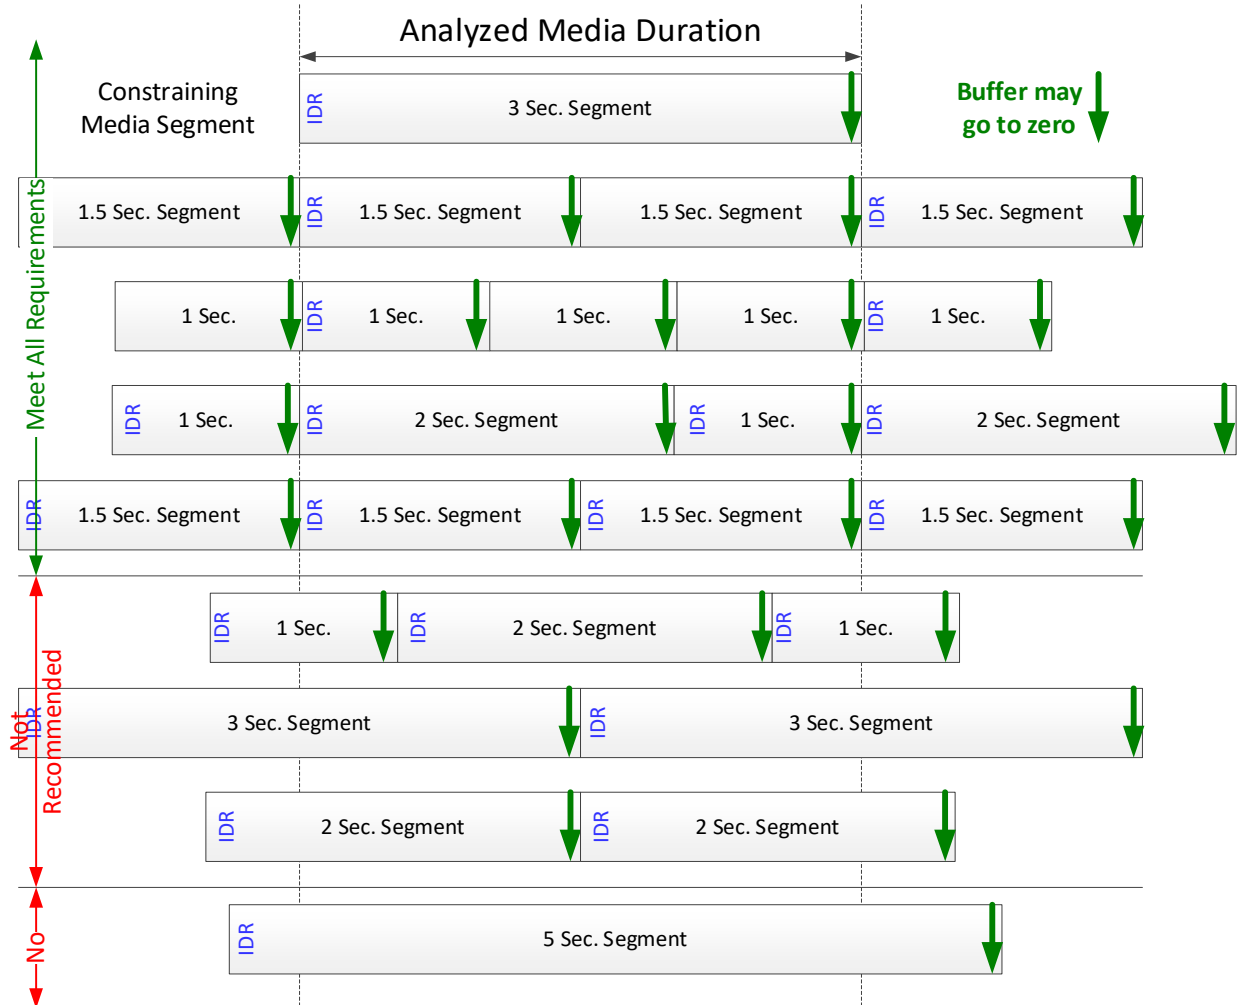 Analyzed Media Duration
Constraining
Media Segment
IDR
3 Sec. Segment
Buffer may
go to zero
1.5 Sec. Segment
IDR
1.5 Sec. Segment
1.5 Sec. Segment
IDR
1.5 Sec. Segment
1 Sec.
IDR
1 Sec.
1 Sec.
1 Sec.
IDR
1 Sec.
IDR
1 Sec.
IDR
2 Sec. Segment
IDR
1 Sec.
IDR
2 Sec. Segment
IDR
1.5 Sec. Segment
IDR
1.5 Sec. Segment
IDR
1.5 Sec. Segment
IDR
1.5 Sec. Segment
Meet All Requirements
IDR
1 Sec.
IDR
2 Sec. Segment
IDR
1 Sec.
IDR
3 Sec. Segment
IDR
3 Sec. Segment
IDR
2 Sec. Segment
IDR
2 Sec. Segment
Not
Recommended
IDR
5 Sec. Segment
No